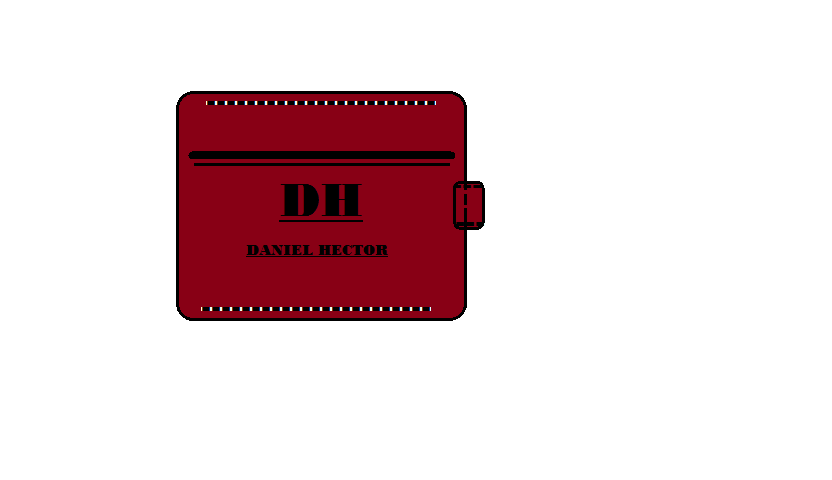 DH
DANIEL HECTOR